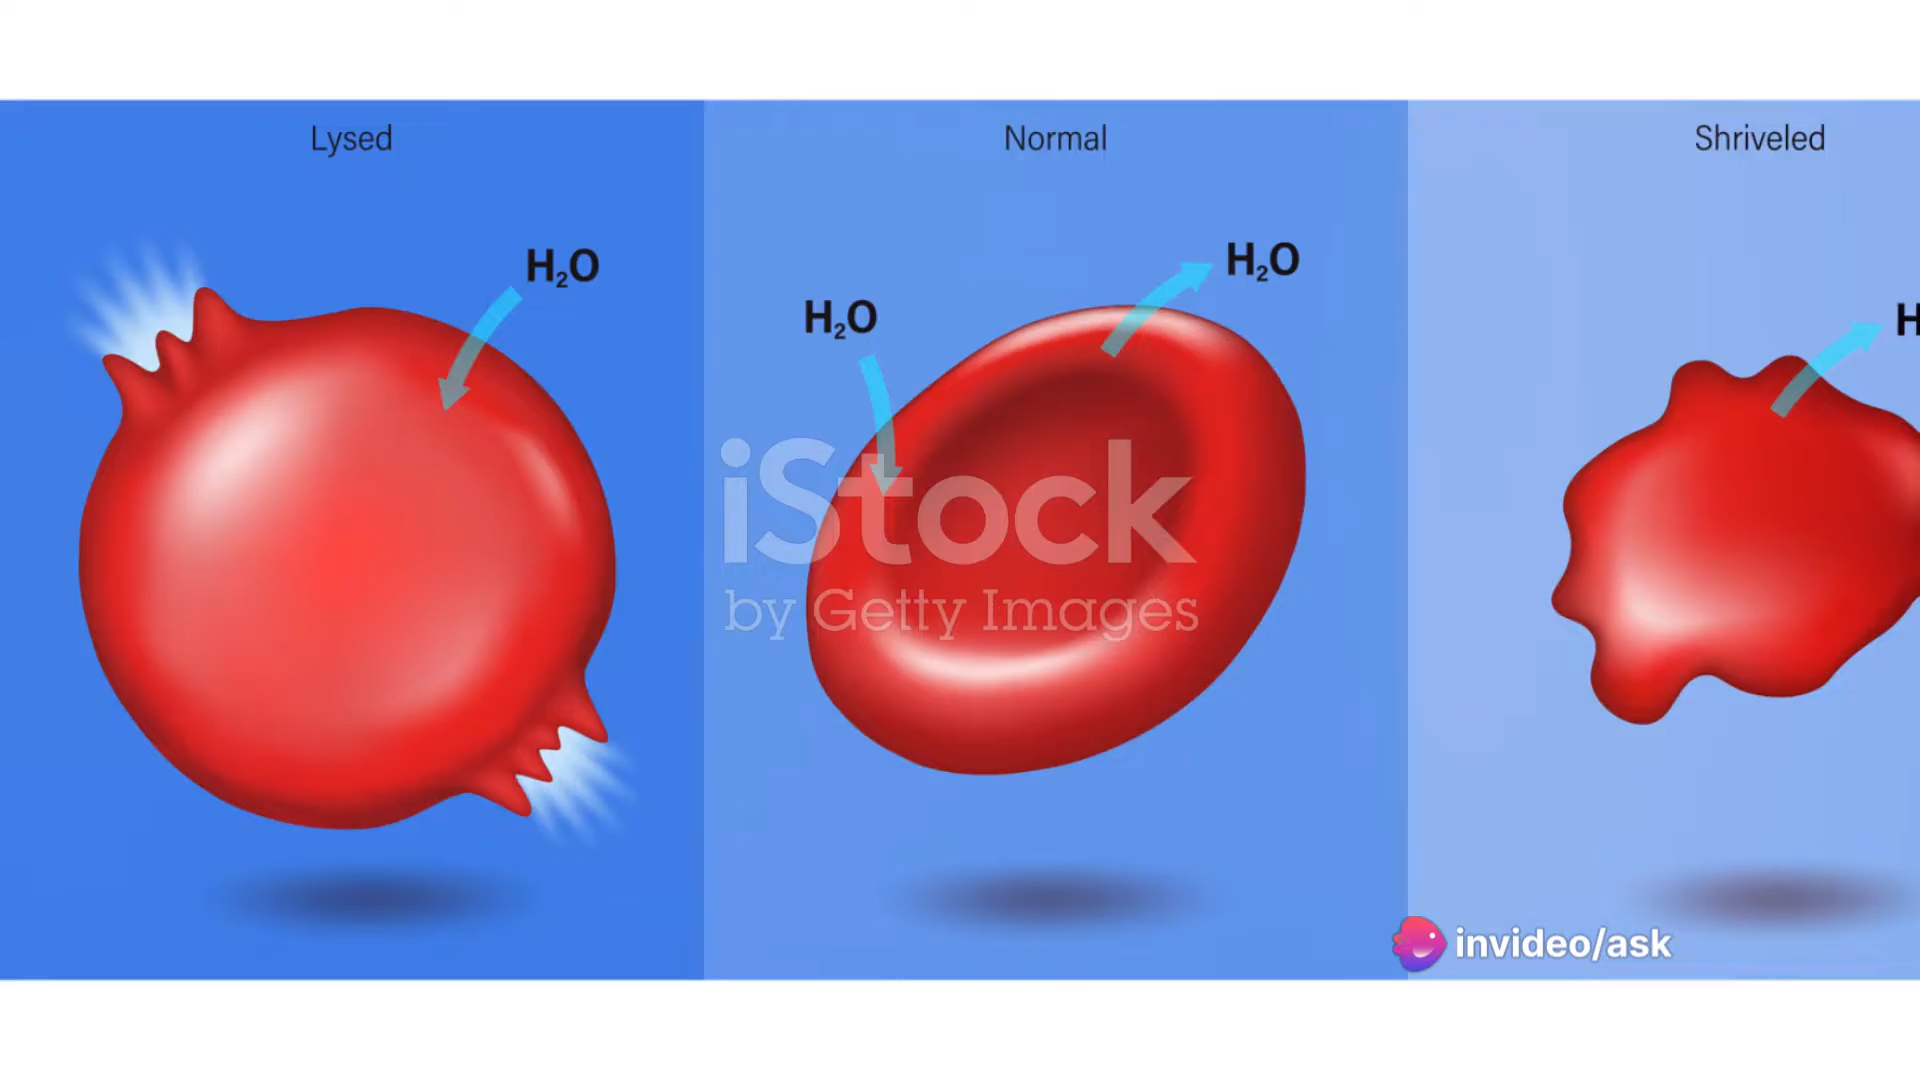 Lysed
Normal
Shriveled
H₂O
H₂O
H₂O
H
iStock
by Getty Images
invideo/ask